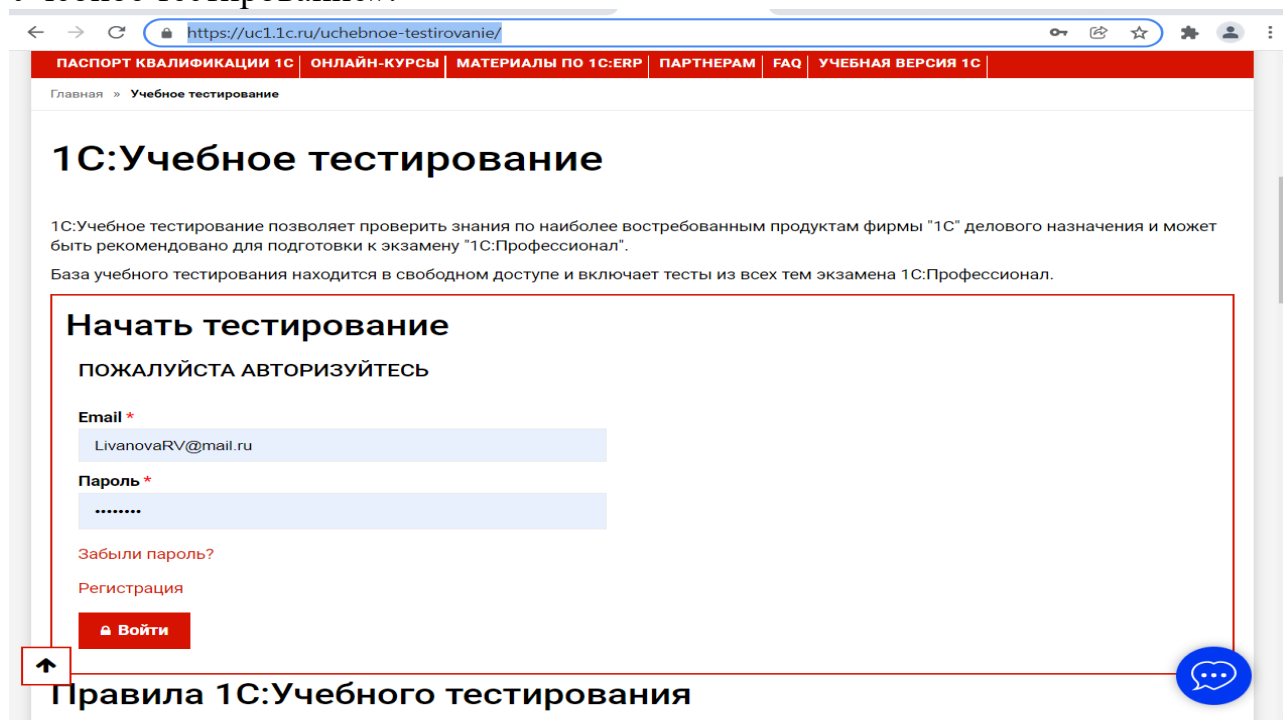 https://uc1.1c.ru/uchebnoe-testirovanie/
ПАСПОРТ КВАЛИФИКАЦИИ 1С | ОНЛАЙН-КУРСЫ | МАТЕРИАЛЫ ПО 1С:ERP | ПАРТНЕРАМ | FAQ | УЧЕБНАЯ ВЕРСИЯ 1С
Главная » Учебное тестирование
1С:Учебное тестирование
1С:Учебное тестирование позволяет проверить знания по наиболее востребованным продуктам фирмы "1С" делового назначения и может
быть рекомендовано для подготовки к экзамену "1С:Профессионал".
База учебного тестирования находится в свободном доступе и включает тесты из всех тем экзамена 1С:Профессионал.
Начать тестирование
ПОЖАЛУЙСТА АВТОРИЗУЙТЕСЬ
Email *
LivanovaRV@mail.ru
Пароль *
••••••••
Забыли пароль?
Регистрация
Войти
Правила 1С:Учебного тестирования